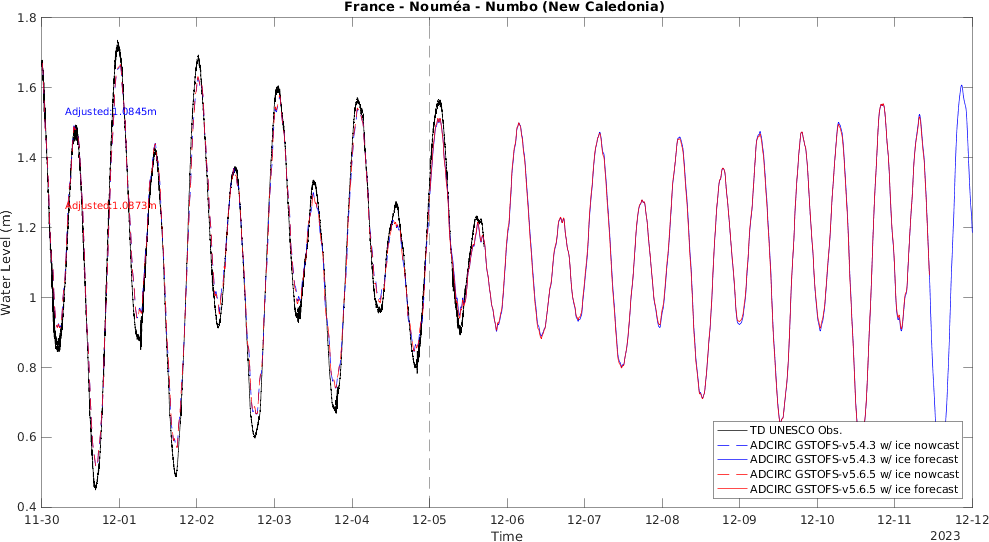 France - Nouméa - Numbo (New Caledonia)
1.8
1.6
1.4
1.2
1
0.8
0.6
0.4
Water Level (m)
Adjusted:1.0845m
Adjusted:1.0873m
TD UNESCO Obs.
ADCIRC GSTOFS-v5.4.3 w/ ice nowcast
ADCIRC GSTOFS-v5.4.3 w/ ice forecast
ADCIRC GSTOFS-v5.6.5 w/ ice nowcast
ADCIRC GSTOFS-v5.6.5 w/ ice forecast
11-30 12-01 12-02 12-03 12-04 12-05 12-06 12-07 12-08 12-09 12-10 12-11 12-12
Time
2023